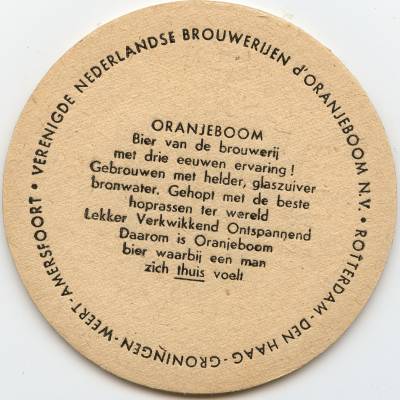 VERENIGDE NEDERLANDSE BROUWERIJEN d'ORANJEBOOM N.V. • ROTTERDAM-DEN HAAG-GRONINGEN-WEERT-AMERSFOORT •
ORANJEBOOM
Bier van de brouwerij
met drie eeuwen ervaring!
Gebrouwen met helder, glaszuiver
bronwater. Gehopt met de beste
hoprassen ter wereld
Lekker Verkwikkend Ontspannend
Daarom is Oranjeboom
bier waarbij een man
zich thuis voelt